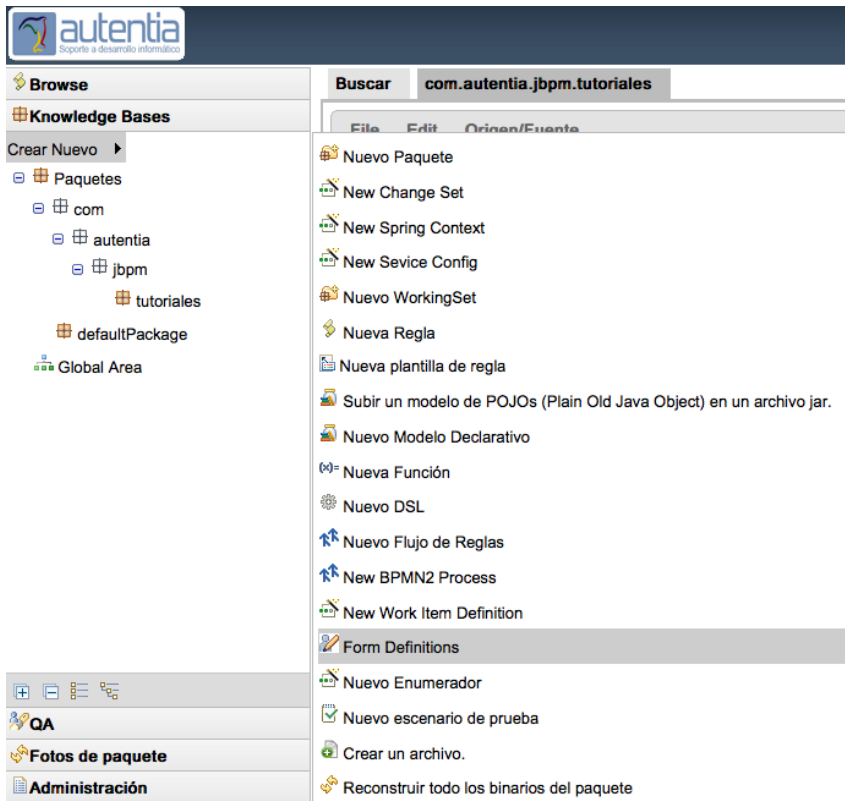 autentia
Soporte a desarrollo informático
Browse
Knowledge Bases
Crear Nuevo
Paquetes
com
autentia
jbpm
tutoriales
defaultPackage
Global Area
QA
Fotos de paquete
Administración
Buscar com.autentia.jbpm.tutoriales
File Edit Origen/Fuente
Nuevo Paquete
New Change Set
New Spring Context
New Sevice Config
Nuevo WorkingSet
Nueva Regla
Nueva plantilla de regla
Subir un modelo de POJOs (Plain Old Java Object) en un archivo jar.
Nuevo Modelo Declarativo
(x)= Nueva Función
Nuevo DSL
Nuevo Flujo de Reglas
New BPMN2 Process
New Work Item Definition
Form Definitions
Nuevo Enumerador
Nuevo escenario de prueba
Crear un archivo.
Reconstruir todo los binarios del paquete